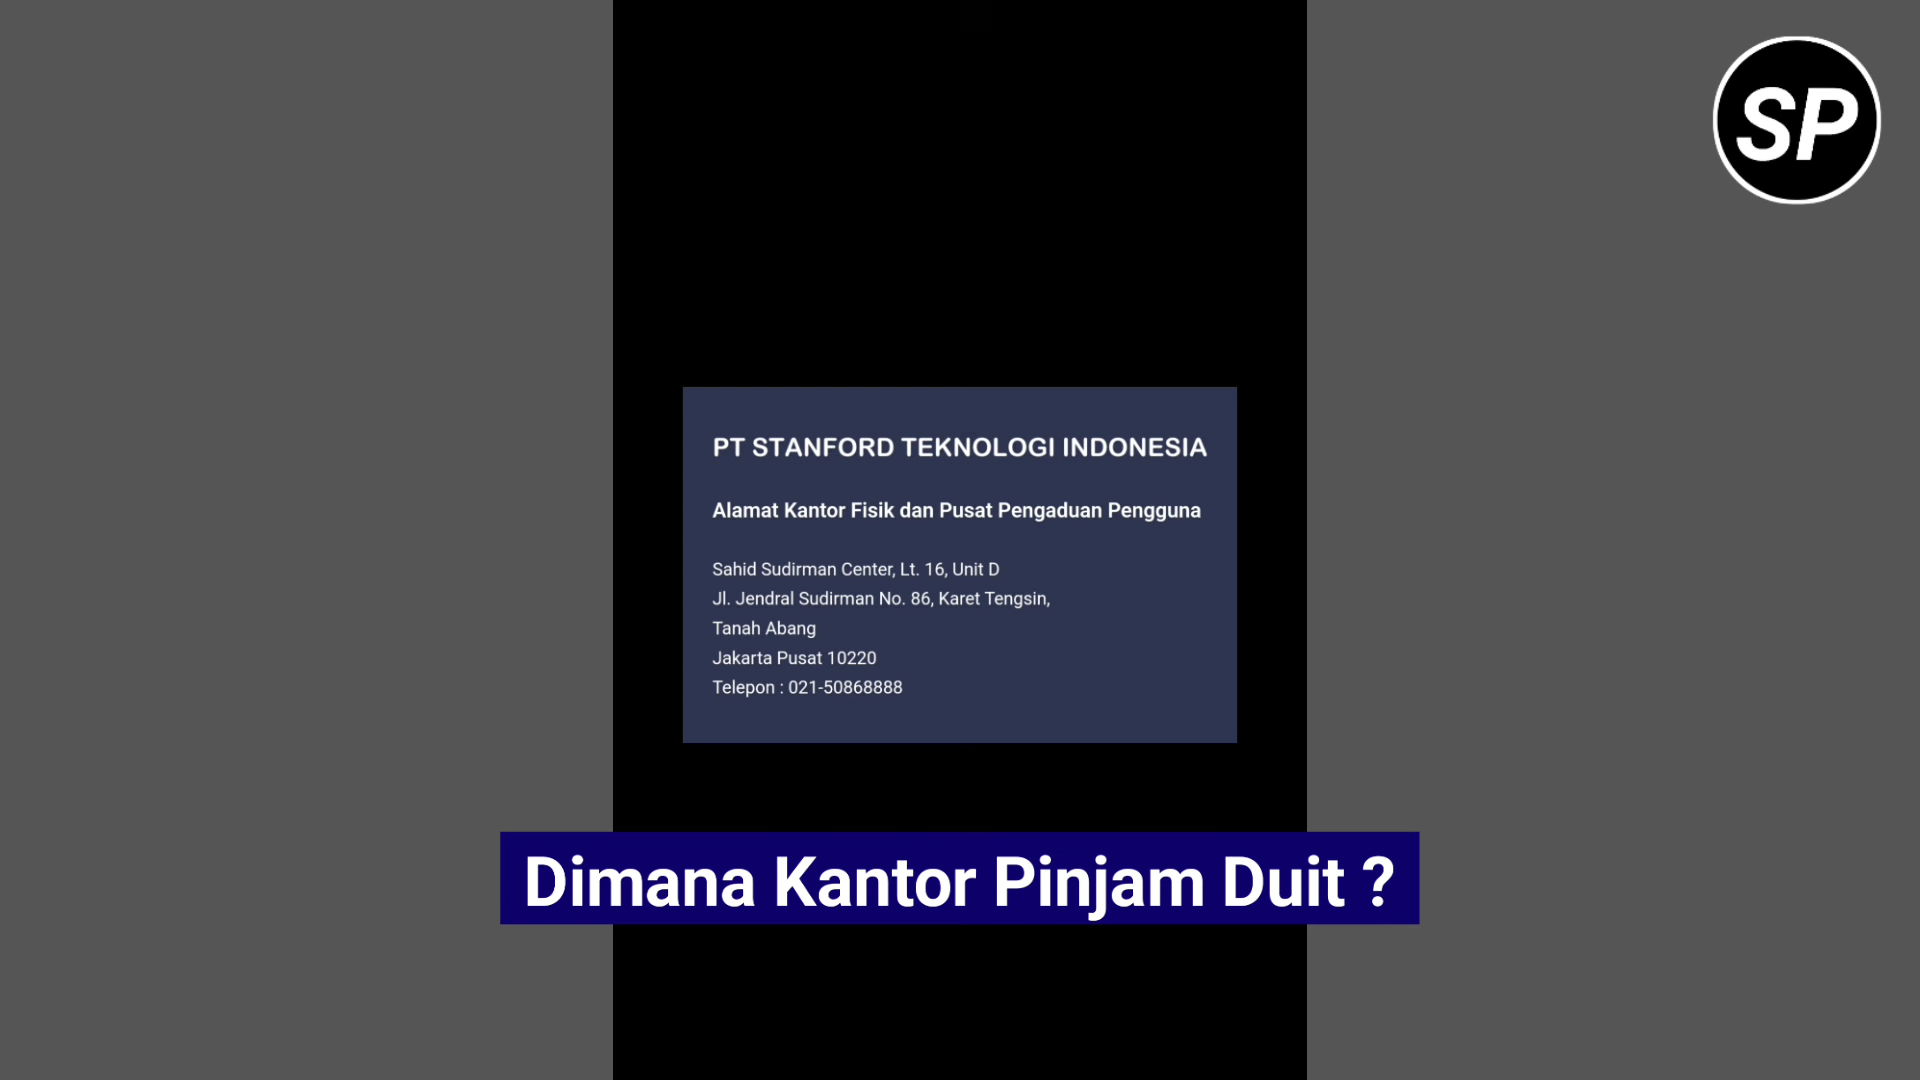 SP
PT STANFORD TEKNOLOGI INDONESIA
Alamat Kantor Fisik dan Pusat Pengaduan Pengguna
Sahid Sudirman Center, Lt. 16, Unit D
Jl. Jendral Sudirman No. 86, Karet Tengsin,
Tanah Abang
Jakarta Pusat 10220
Telepon : 021-50868888
Dimana Kantor Pinjam Duit ?